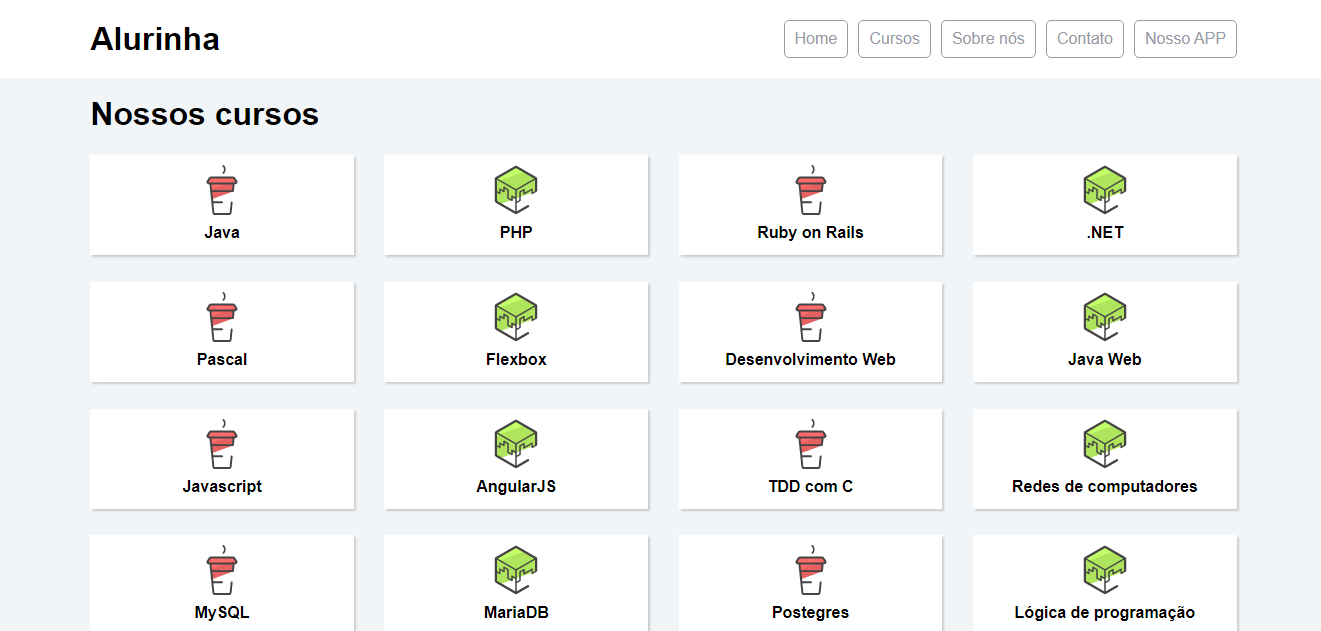 Alurinha
Home Cursos Sobre nós Contato Nosso APP
Nossos cursos
Java PHP Ruby on Rails .NET
Pascal Flexbox Desenvolvimento Web Java Web
Javascript AngularJS TDD com C Redes de computadores
MySQL MariaDB Postegres Lógica de programação